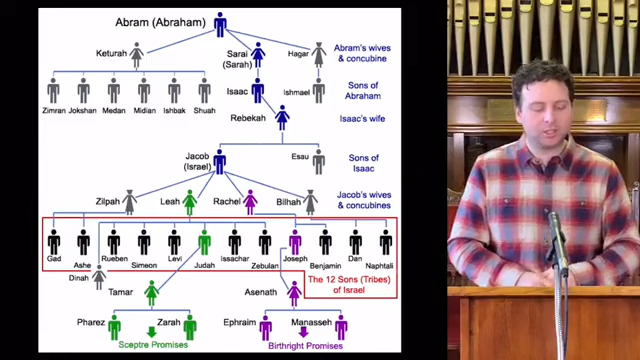 Abram (Abraham)
Keturah
Sarai
(Sarah)
Hagar
Abram's wives
& concubine
Zimran
Jokshan
Medan
Midian
Ishbak
Shuah
Isaac
Ishmael
Sons of
Abraham
Rebekah
Isaac's wife
Jacob
(Israel)
Esau
Sons of
Isaac
Zilpah
Leah
Rachel
Bilhah
Jacob's wives
& concubines
Gad
Ashe
Rueben
Simeon
Levi
Judah
Issachar
Zebulan
Joseph
Benjamin
Dan
Naphtali
Dinah
The 12 Sons (Tribes)
of Israel
Tamar
Asenath
Pharez
Zarah
Ephraim
Manasseh
Sceptre Promises
Birthright Promises